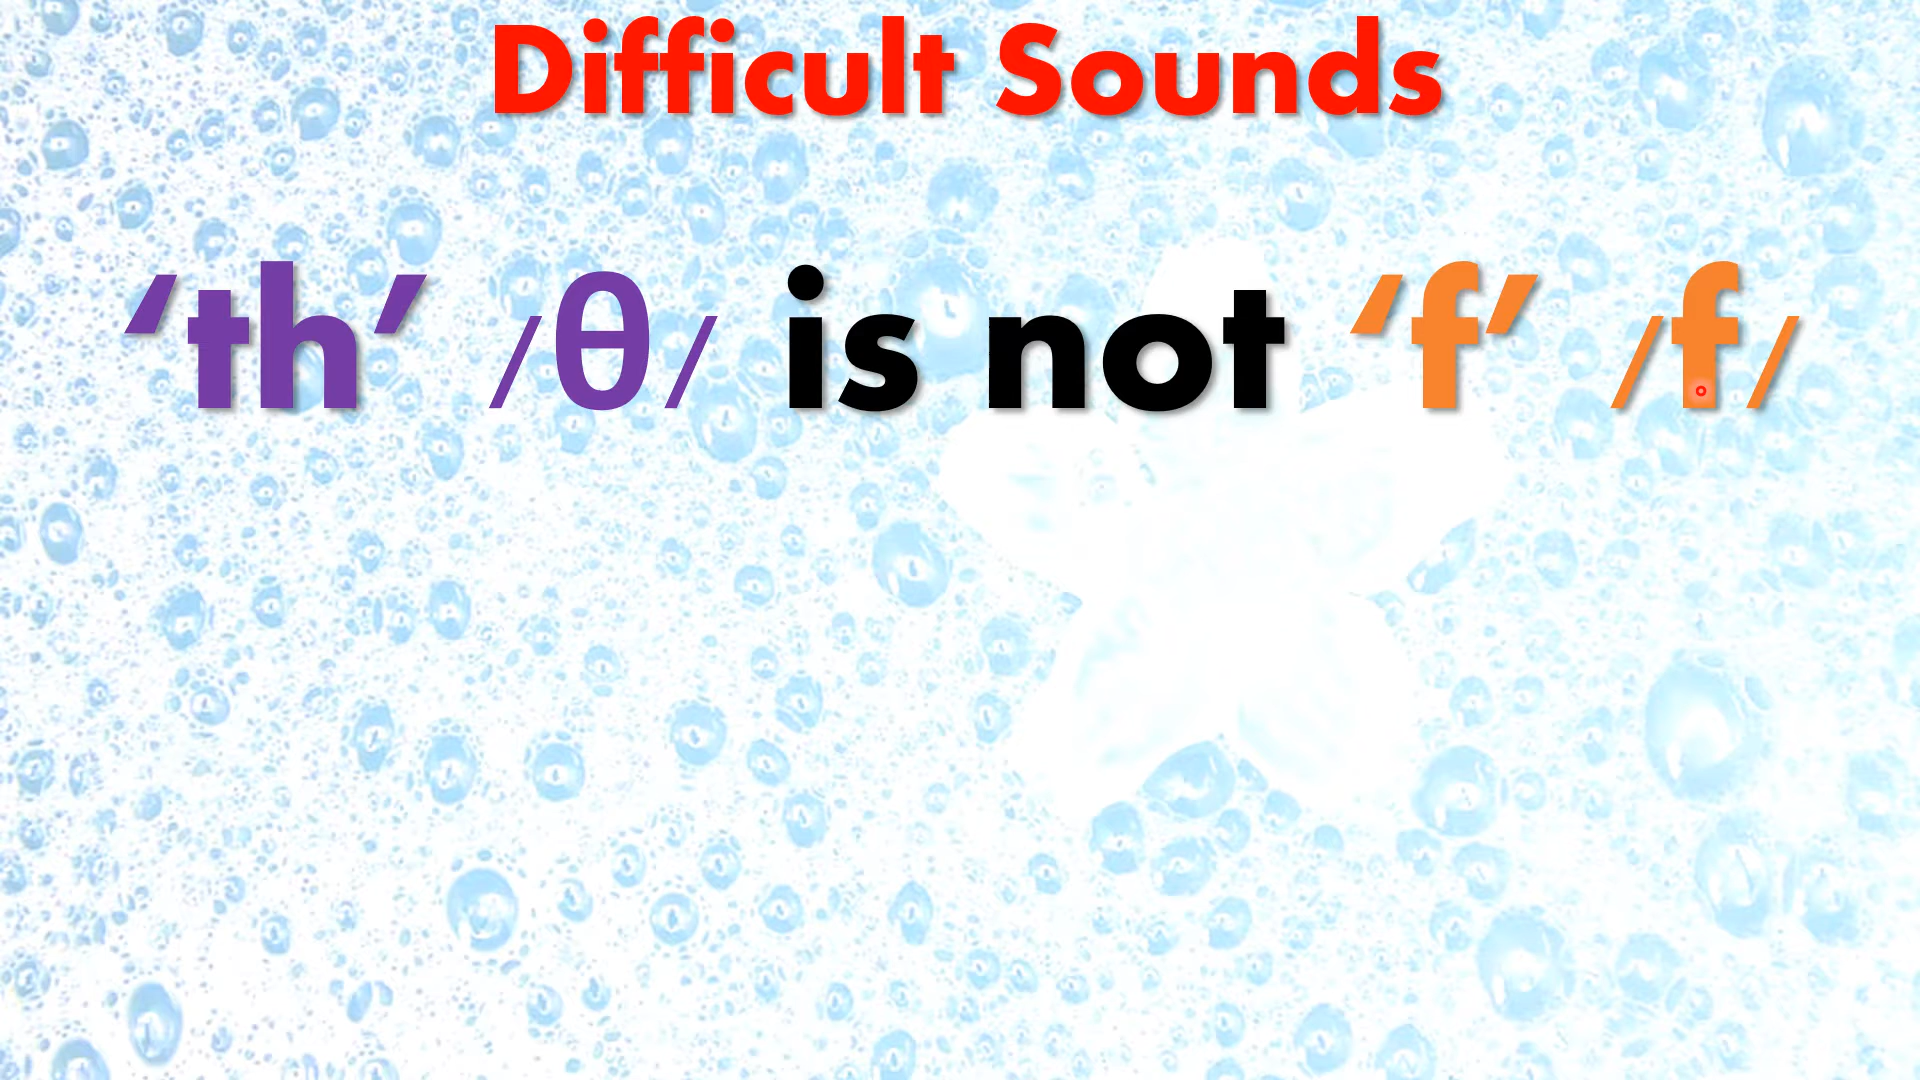 Difficult Sounds
‘th’ /θ/ is not ‘f’ /f/